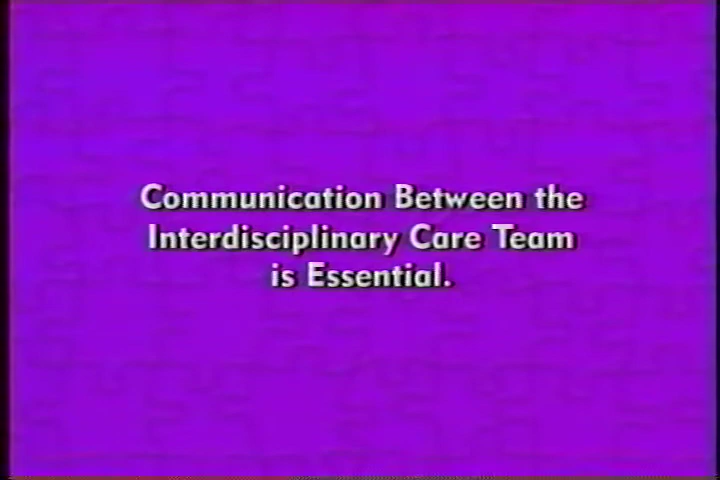 Communication Between the
Interdisciplinary Care Team
is Essential.